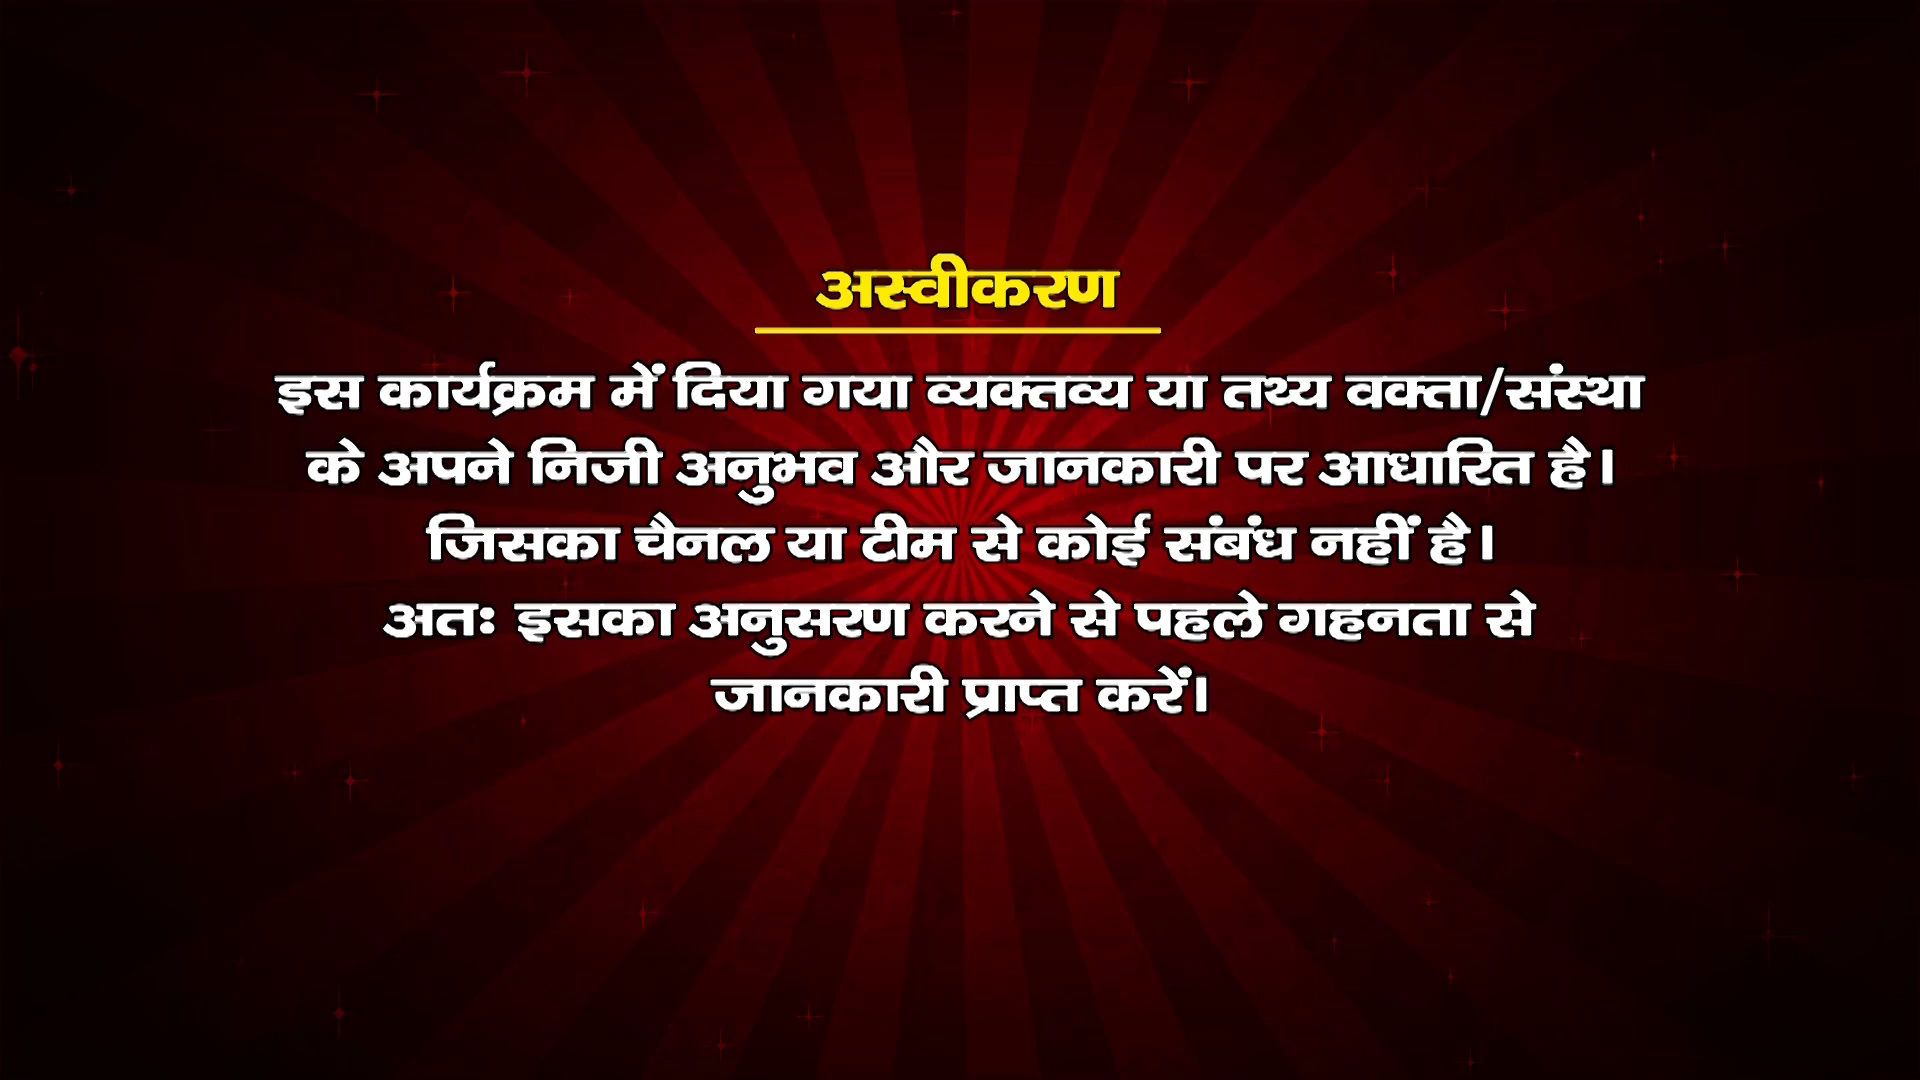 अस्वीकरण
इस कार्यक्रम में दिया गया व्यक्तव्य या तथ्य वक्ता/संस्था
के अपने निजी अनुभव और जानकारी पर आधारित है।
जिसका चैनल या टीम से कोई संबंध नहीं है।
अतः इसका अनुसरण करने से पहले गहनता से
जानकारी प्राप्त करें।